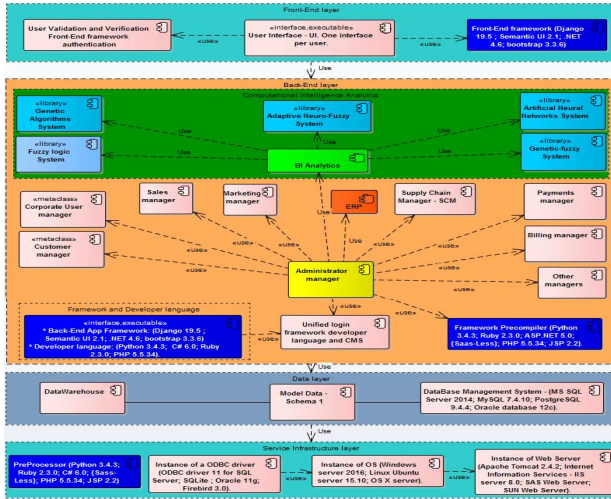 Front-End layer
User Validation and Verification
Front-End framework
authentication
«use»
«interface,executable»
User Interface - UI. One interface
per user.
«use»
Front-End framework (Django
19.5 ; Semantic UI 2.1; .NET
4.6; bootstrap 3.3.6)
Use
Back-End layer
Computational Intelligence Analytics
«library»
Genetic
Algorithms
System
«library»
Adaptive Neuro-Fuzzy
System
«library»
Artificial Neural
Networks System
Use
Use
Use
«library»
Fuzzy logic
System
Use
BI Analytics
Use
«library»
Genetic-fuzzy
System
«metaclass»
Corporate User
manager
Sales
manager
Marketing
manager
Use
ERP
Supply Chain
Manager - SCM
Payments
manager
«metaclass»
Customer
manager
«use»
«use»
«use»
«use»
«use»
«use»
Billing manager
«use»
«use»
Administrator
manager
«use»
Other
managers
Framework and Developer language
«interface,executable»
* Back-End App Framework: (Django 19.5 ;
Semantic UI 2.1; .NET 4.6; bootstrap 3.3.6)
* Developer language: (Python 3.4.3; C# 6.0; Ruby
2.3.0; PHP 5.5.34).
«use»
«use»
Unified login
framework developer
language and CMS
«use»
Framework Precompiler (Python
3.4.3; Ruby 2.3.0; ASP.NET 5.0;
{Saas-Less}; PHP 5.5.34; JSP 2.2).
Use
Data layer
DataWarehouse
Model Data -
Schema 1
DataBase Management System - (MS SQL
Server 2014; MySQL 7.4.10; PostgreSQL
9.4.4; Oracle database 12c).
Use
Service Infrastructure layer
PreProcessor (Python 3.4.3;
Ruby 2.3.0; C# 6.0; {Sass-
Less}; PHP 5.5.34; JSP 2.2)
Instance of a ODBC driver
(ODBC driver 11 for SQL
Server; SQLite ; Oracle 11g;
Firebird 3.0).
«use»
Instance of OS (Windows
server 2016; Linux Ubuntu
server 15.10; OS X server).
«use»
Instance of Web Server
(Apache Tomcat 2.4.2; Internet
Information Services - IIS
server 8.0; SAS Web Server;
SUN Web Server).